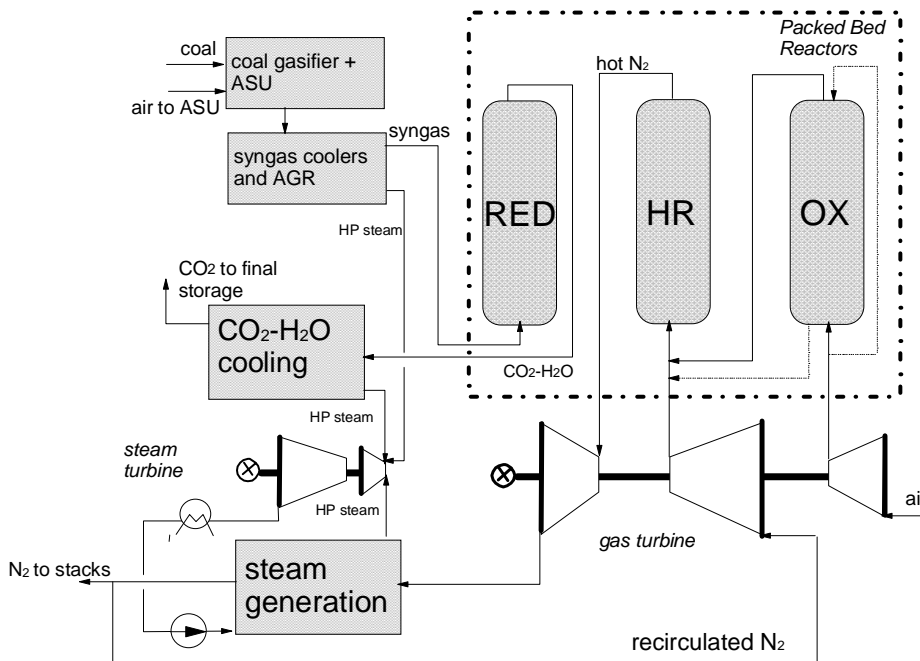 Packed Bed
Reactors
coal
coal gasifier +
ASU
air to ASU
hot N2
syngas
syngas coolers
and AGR
RED
HR
OX
HP steam
CO2 to final
storage
CO2-H2O
cooling
CO2-H2O
HP steam
steam
turbine
HP steam
air
gas turbine
N2 to stacks
steam
generation
recirculated N2